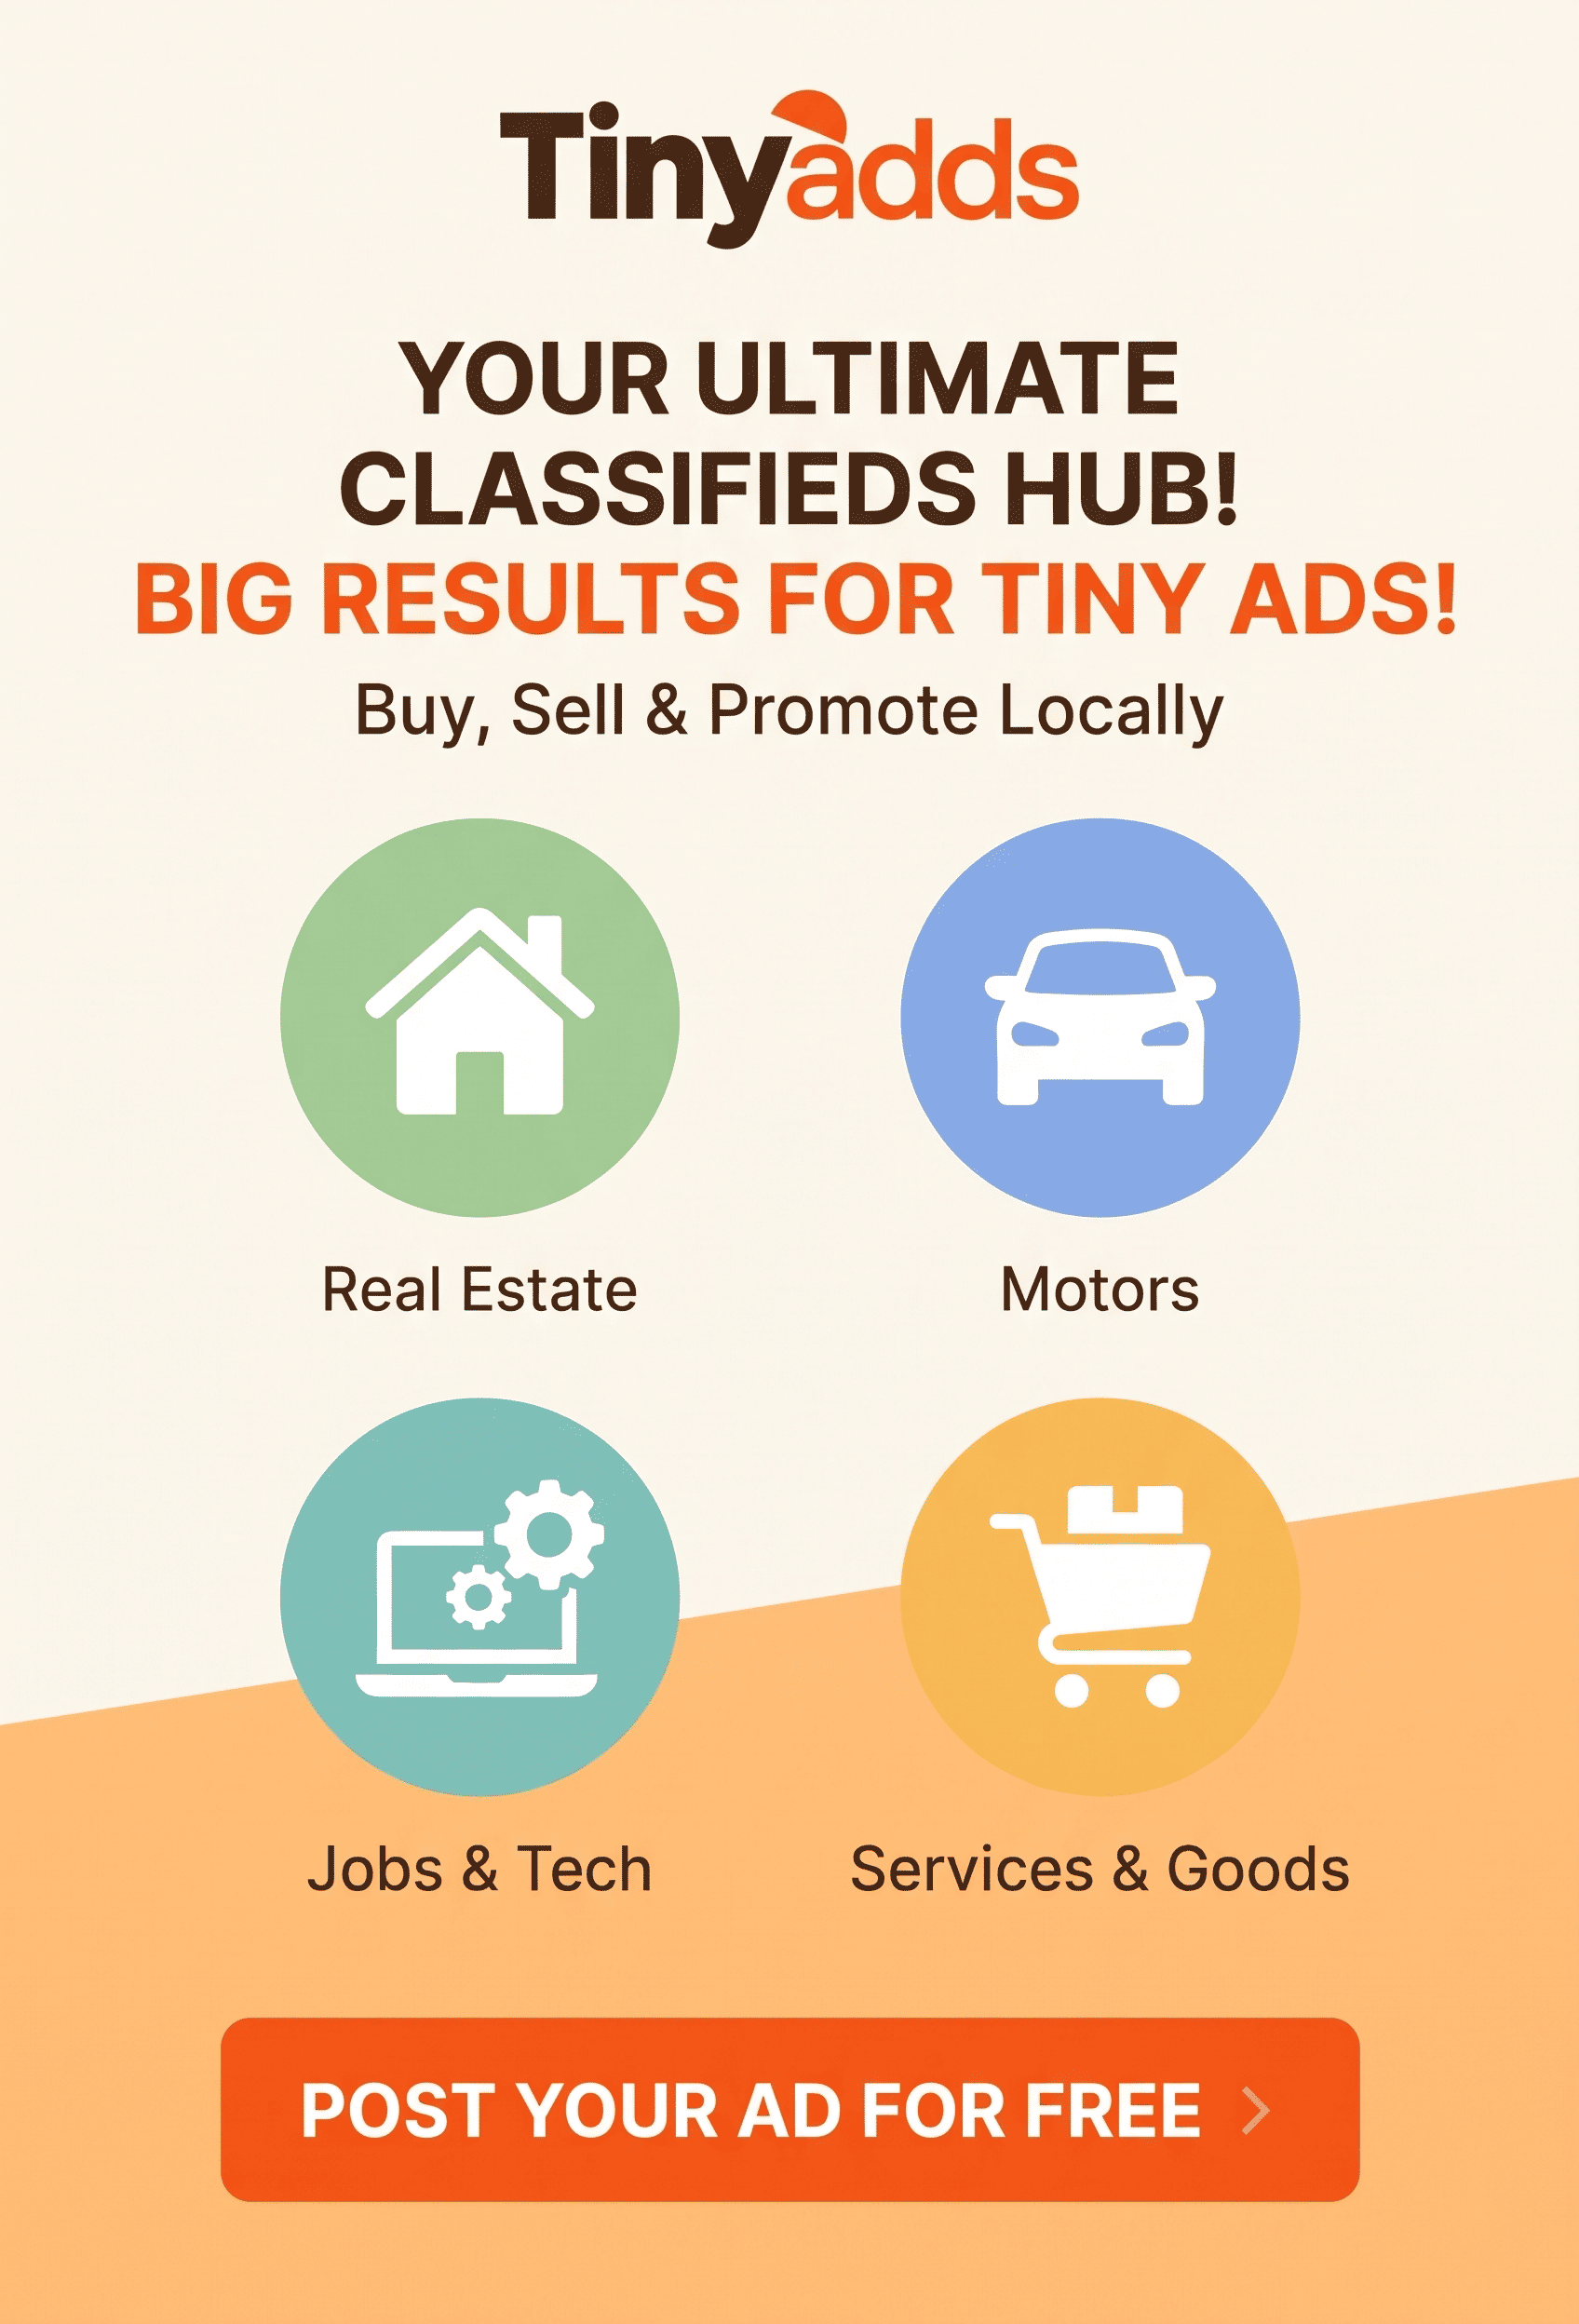 Tinyadds
YOUR ULTIMATE
CLASSIFIEDS HUB!
BIG RESULTS FOR TINY ADS!
Buy, Sell & Promote Locally
Real Estate
Motors
Jobs & Tech
Services & Goods
POST YOUR AD FOR FREE